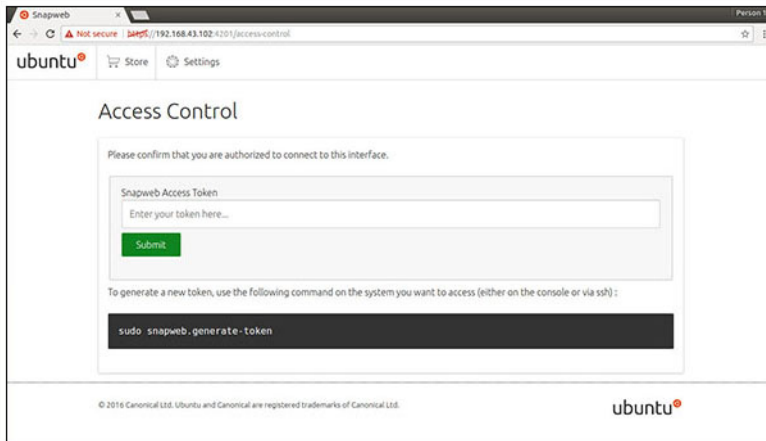 Snapweb
Person 1
Not secure | https://192.168.43.102:4201/access-control
ubuntu
Store
Settings
Access Control
Please confirm that you are authorized to connect to this interface.
Snapweb Access Token
Enter your token here...
Submit
To generate a new token, use the following command on the system you want to access (either on the console or via ssh) :
sudo snapweb.generate-token
© 2016 Canonical Ltd. Ubuntu and Canonical are registered trademarks of Canonical Ltd.
ubuntu